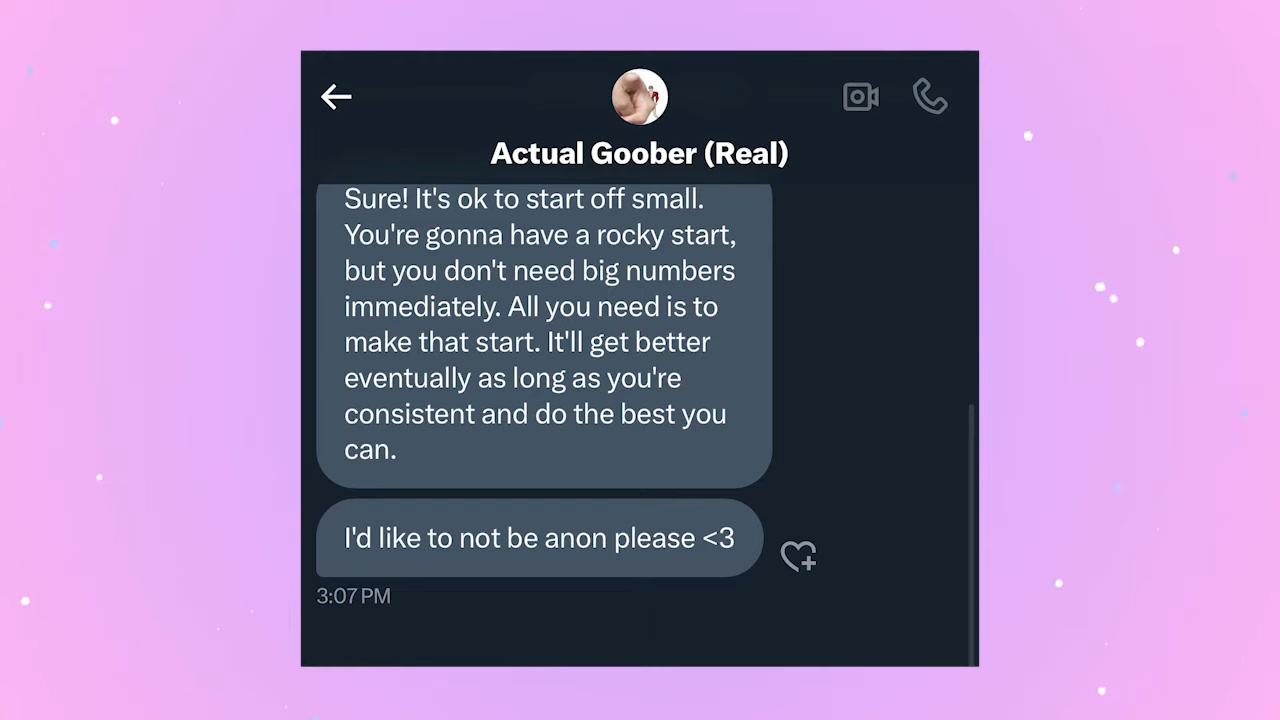 Actual Goober (Real)
Sure! It's ok to start off small.
You're gonna have a rocky start,
but you don't need big numbers
immediately. All you need is to
make that start. It'll get better
eventually as long as you're
consistent and do the best you
can.
I'd like to not be anon please <3
3:07 PM